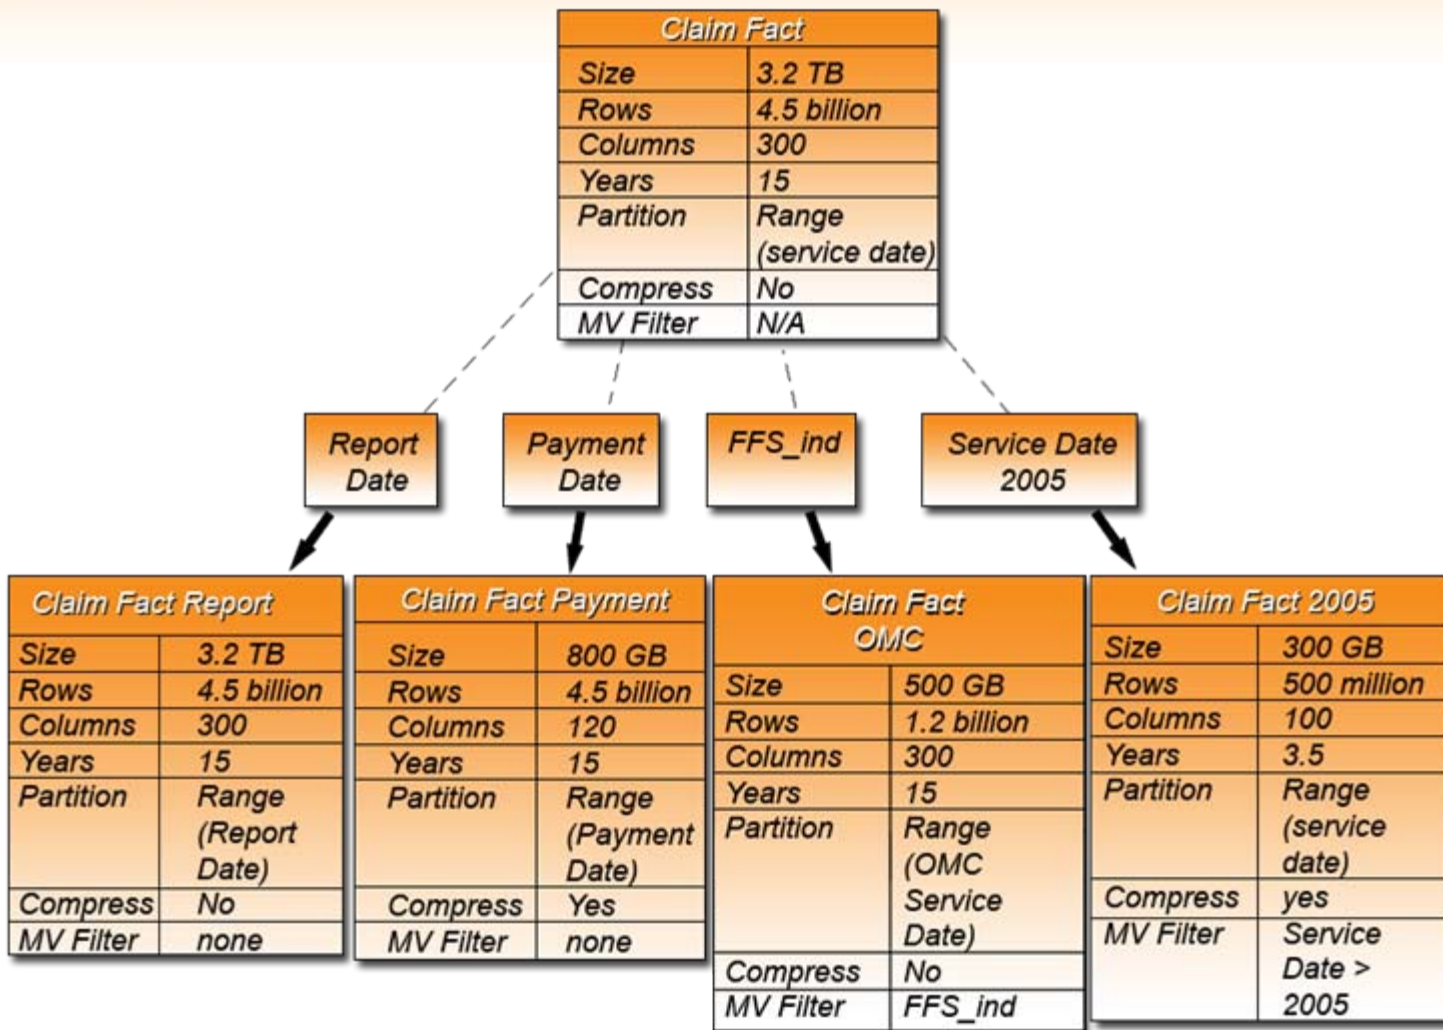 Claim Fact
Size 3.2 TB
Rows 4.5 billion
Columns 300
Years 15
Partition Range
(service date)
Compress No
MV Filter N/A
Report
Date
Payment
Date
FFS_ind
Service Date
2005
Claim Fact Report
Size 3.2 TB
Rows 4.5 billion
Columns 300
Years 15
Partition Range
(Report
Date)
Compress No
MV Filter none
Claim Fact Payment
Size 800 GB
Rows 4.5 billion
Columns 120
Years 15
Partition Range
(Payment
Date)
Compress Yes
MV Filter none
Claim Fact
OMC
Size 500 GB
Rows 1.2 billion
Columns 300
Years 15
Partition Range
(OMC
Service
Date)
Compress No
MV Filter FFS_ind
Claim Fact 2005
Size 300 GB
Rows 500 million
Columns 100
Years 3.5
Partition Range
(service
date)
Compress yes
MV Filter Service
Date >
2005